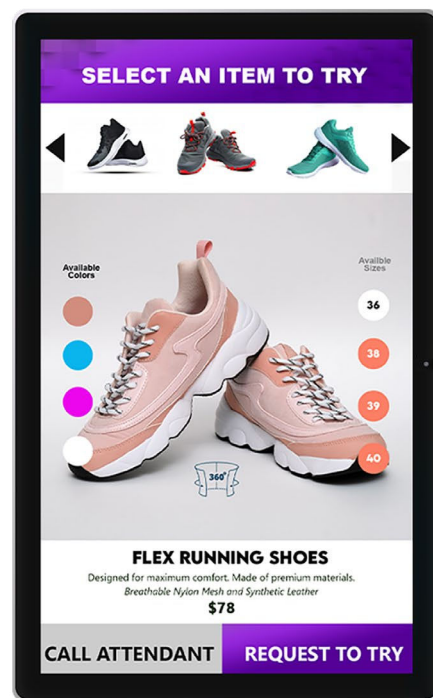 SELECT AN ITEM TO TRY
Available
Colors
Availble
Sizes
36
38
39
40
360°
FLEX RUNNING SHOES
Designed for maximum comfort. Made of premium materials.
Breathable Nylon Mesh and Synthetic Leather
$78
CALL ATTENDANT
REQUEST TO TRY